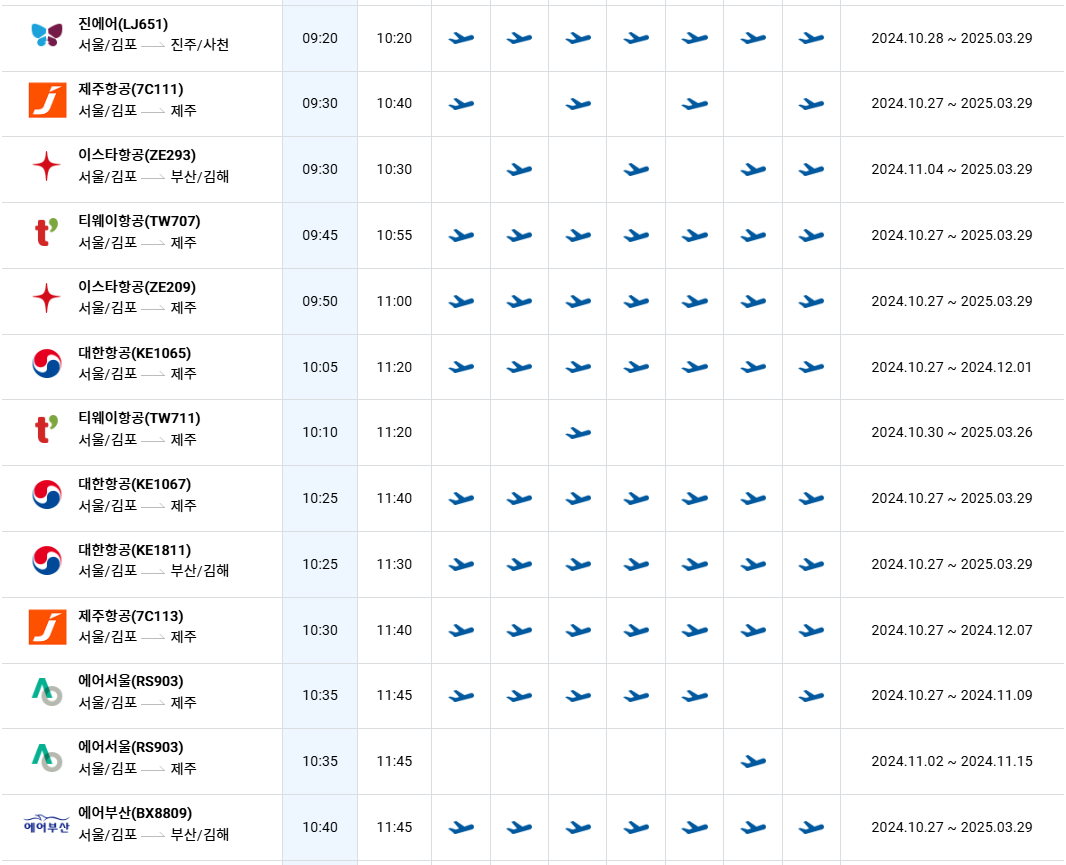 진에어(LJ651)
서울/김포 진주/사천
09:20 10:20 2024.10.28 ~ 2025.03.29
제주항공(7C111)
서울/김포 제주
09:30 10:40 2024.10.27 ~ 2025.03.29
이스타항공(ZE293)
서울/김포 부산/김해
09:30 10:30 2024.11.04 ~ 2025.03.29
티웨이항공(TW707)
서울/김포 제주
09:45 10:55 2024.10.27 ~ 2025.03.29
이스타항공(ZE209)
서울/김포 제주
09:50 11:00 2024.10.27 ~ 2025.03.29
대한항공(KE1065)
서울/김포 제주
10:05 11:20 2024.10.27 ~ 2024.12.01
티웨이항공(TW711)
서울/김포 제주
10:10 11:20 2024.10.30 ~ 2025.03.26
대한항공(KE1067)
서울/김포 제주
10:25 11:40 2024.10.27 ~ 2025.03.29
대한항공(KE1811)
서울/김포 부산/김해
10:25 11:30 2024.10.27 ~ 2025.03.29
제주항공(7C113)
서울/김포 제주
10:30 11:40 2024.10.27 ~ 2024.12.07
에어서울(RS903)
서울/김포 제주
10:35 11:45 2024.10.27 ~ 2024.11.09
에어서울(RS903)
서울/김포 제주
10:35 11:45 2024.11.02 ~ 2024.11.15
에어부산
에어부산(BX8809)
서울/김포 부산/김해
10:40 11:45 2024.10.27 ~ 2025.03.29